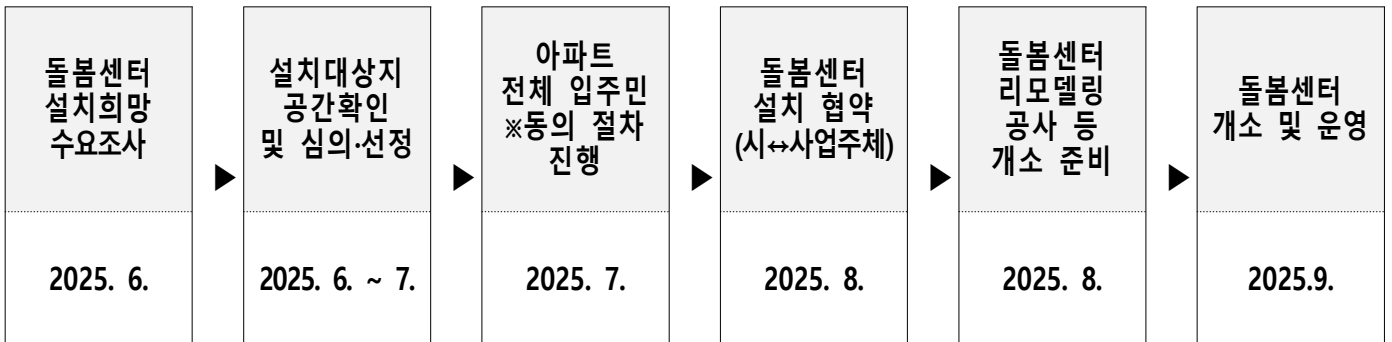 돌봄센터
설치희망
수요조사
2025. 6.
▶
설치대상지
공간확인
및 심의·선정
2025. 6. ~ 7.
▶
아파트
전체 입주민
※동의 절차
진행
2025. 7.
▶
돌봄센터
설치 협약
(시↔사업주체)
2025. 8.
▶
돌봄센터
리모델링
공사 등
개소 준비
2025. 8.
▶
돌봄센터
개소 및 운영
2025.9.